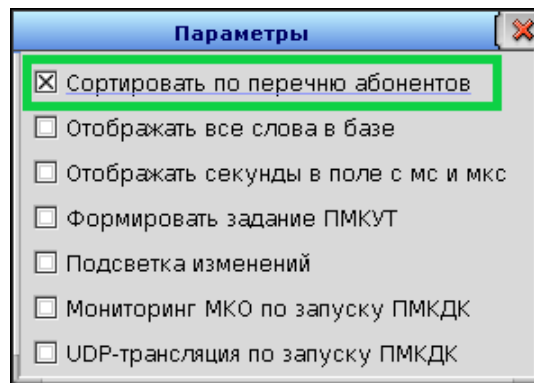 Параметры
Сортировать по перечню абонентов
Отображать все слова в базе
Отображать секунды в поле с мс и мкс
Формировать задание ПМКУТ
Подсветка изменений
Мониторинг МКО по запуску ПМКДК
UDP-трансляция по запуску ПМКДК